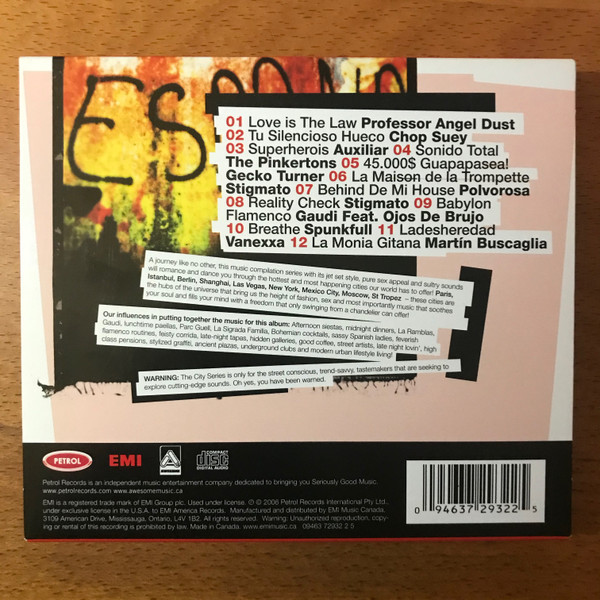 ES
01 Love is The Law Professor Angel Dust
02 Tu Silencioso Hueco Chop Suey
03 Superherois Auxiliar 04 Sonido Total
The Pinkertons 05 45.000$ Guapapasea!
Gecko Turner 06 La Maison de la Trompette
Stigmato 07 Behind De Mi House Polvorosa
08 Reality Check Stigmato 09 Babylon
Flamenco Gaudi Feat. Ojos De Brujo
10 Breathe Spunkfull 11 Ladesheredad
Vanexxa 12 La Monia Gitana Martín Buscaglia
A journey like no other, this music compilation series with its jet set style, pure sex appeal and sultry sounds
will romance and dance you through the hottest and most happening cities our world has to offer! Paris,
Istanbul, Berlin, Shanghai, Las Vegas, New York, Mexico City, Moscow, St Tropez – these cities are
the hubs of the universe that bring us the height of fashion, sex and most importantly music that soothes
your soul and fills your mind with a freedom that only swinging from a chandelier can offer!
Our influences in putting together the music for this album: Afternoon siestas, midnight dinners, La Ramblas,
Gaudi, lunchtime paellas, Parc Guell, La Sigrada Familia, Bohemian cocktails, sassy Spanish ladies, feverish
flamenco routines, feisty corrida, late-night tapas, hidden galleries, good coffee, street artists, late night lovin', high
class pensions, stylized graffiti, ancient plazas, underground clubs and modern urban lifestyle living!
WARNING: The City Series is only for the street conscious, trend-savvy, tastemakers that are seeking to
explore cutting-edge sounds. Oh yes, you have been warned.
PETROL EMI COMPACT disc DIGITAL AUDIO
Petrol Records is an independent music entertainment company dedicated to bringing you Seriously Good Music.
www.petrolrecords.com www.awesomemusic.ca
EMI is a registered trade mark of EMI Group plc. Used under license. ℗ © 2006 Petrol Records International Pty Ltd.,
under exclusive license in the U.S.A. to EMI America Records. Manufactured and distributed by EMI Music Canada,
3109 American Drive, Mississauga, Ontario, L4V 1B2. All rights reserved. Warning: Unauthorized reproduction, copy-
ing or rental of this recording is prohibited by law. Made in Canada. www.emimusic.ca 09463 72932 2 5
0 94637 29322 5